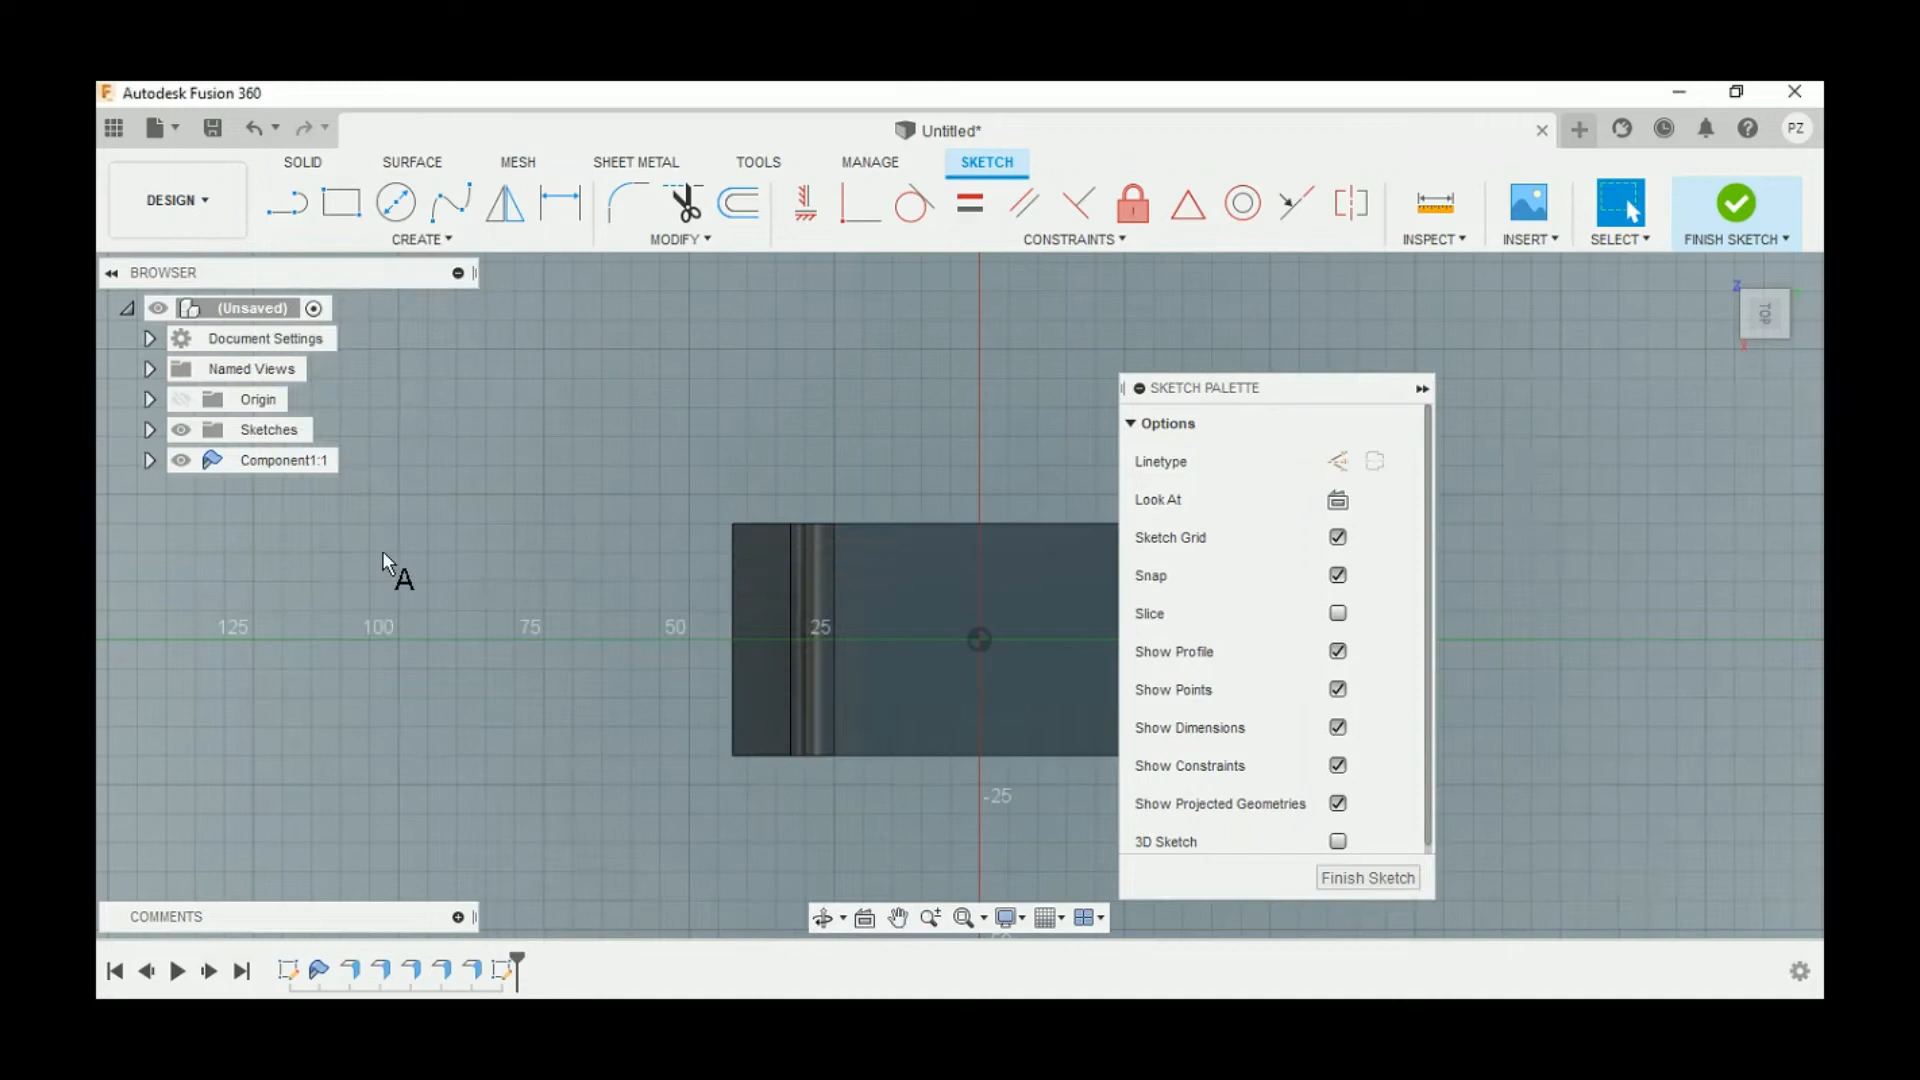 Autodesk Fusion 360
Untitled*
PZ
SOLID SURFACE MESH SHEET METAL TOOLS MANAGE SKETCH
DESIGN
CREATE MODIFY CONSTRAINTS INSPECT INSERT SELECT FINISH SKETCH
BROWSER
(Unsaved)
Document Settings
Named Views
Origin
Sketches
Component1:1
Z
TOP
X
SKETCH PALETTE
Options
Linetype
Look At
Sketch Grid
Snap
Slice
Show Profile
Show Points
Show Dimensions
Show Constraints
Show Projected Geometries
3D Sketch
Finish Sketch
A
125 100 75 50 25
-25
COMMENTS